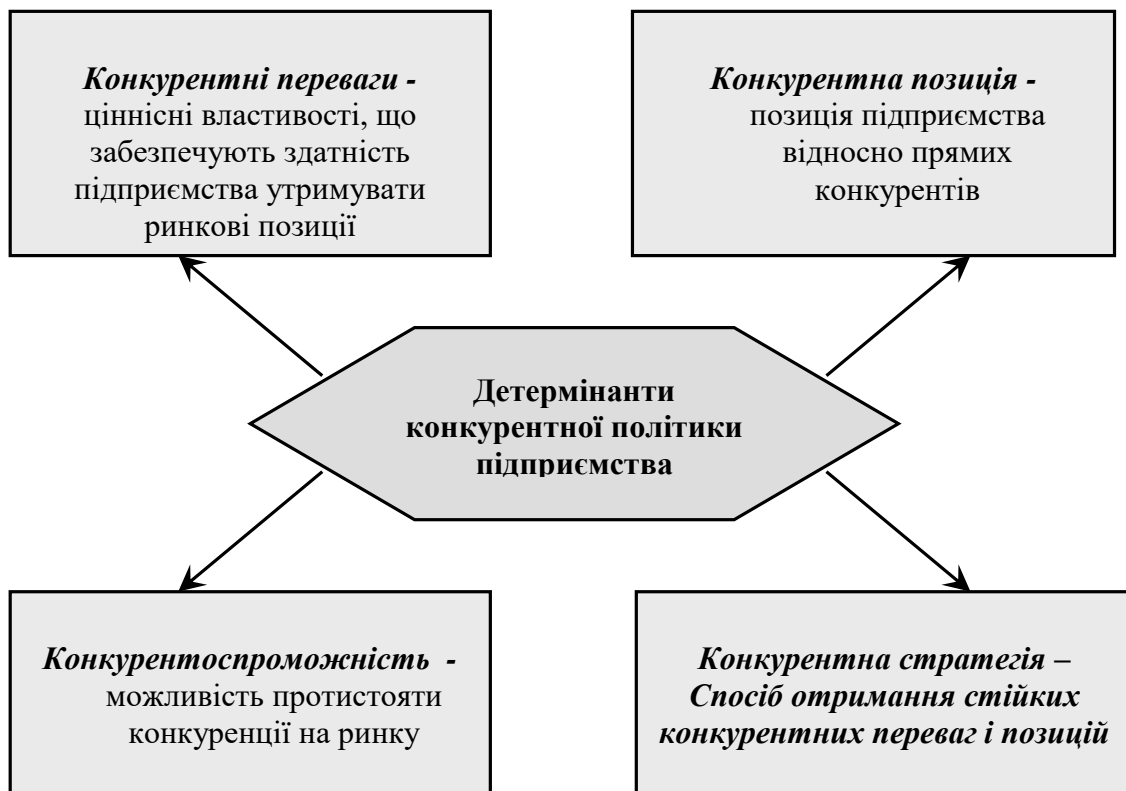 Конкурентні переваги -
ціннісні властивості, що
забезпечують здатність
підприємства утримувати
ринкові позиції
Конкурентна позиція -
позиція підприємства
відносно прямих
конкурентів
Детермінанти
конкурентної політики
підприємства
Конкурентоспроможність -
можливість протистояти
конкуренції на ринку
Конкурентна стратегія –
Спосіб отримання стійких
конкурентних переваг і позицій